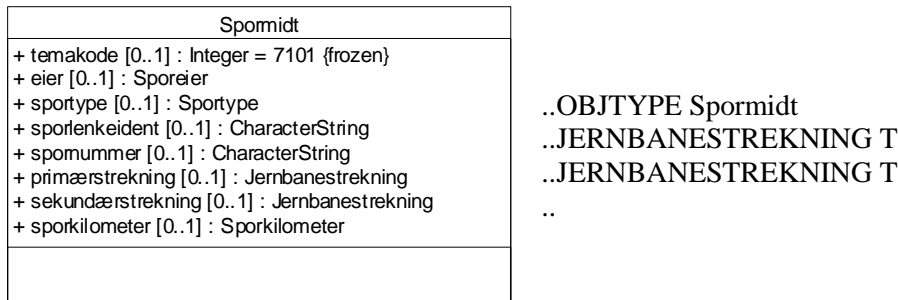 Spormidt
+ temakode [0..1] : Integer = 7101 {frozen}
+ eier [0..1] : Sporeier
+ sportype [0..1] : Sportype
+ sporlenkeident [0..1] : CharacterString
+ spornummer [0..1] : CharacterString
+ primærstrekning [0..1] : Jernbanestrekning
+ sekundærstrekning [0..1] : Jernbanestrekning
+ sporkilometer [0..1] : Sporkilometer
..OBJTYPE Spormidt
..JERNBANESTREKNING T
..JERNBANESTREKNING T
..